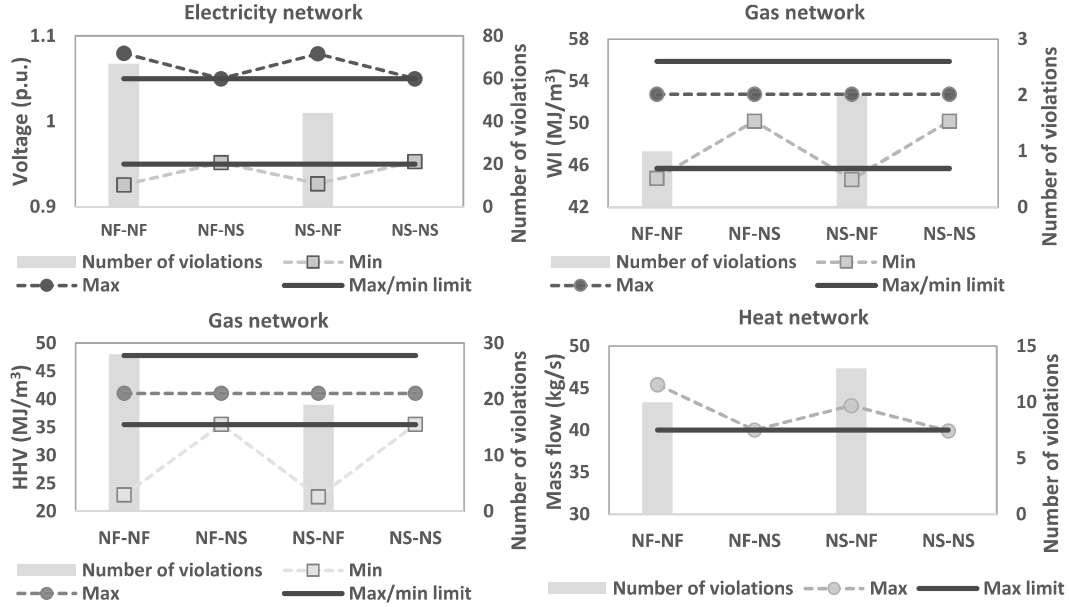 Electricity network
1.1
1
0.9
Voltage (p.u.)
80
60
40
20
0
Number of violations
NF-NF NF-NS NS-NF NS-NS
Number of violations Min
Max Max/min limit
Gas network
58
54
50
46
42
WI (MJ/m³)
3
2
1
0
Number of violations
NF-NF NF-NS NS-NF NS-NS
Number of violations Min
Max Max/min limit
Gas network
50
45
40
35
30
25
20
HHV (MJ/m³)
30
20
10
0
Number of violations
NF-NF NF-NS NS-NF NS-NS
Number of violations Min
Max Max/min limit
Heat network
50
45
40
35
30
Mass flow (kg/s)
15
10
5
0
Number of violations
NF-NF NF-NS NS-NF NS-NS
Number of violations Max Max limit